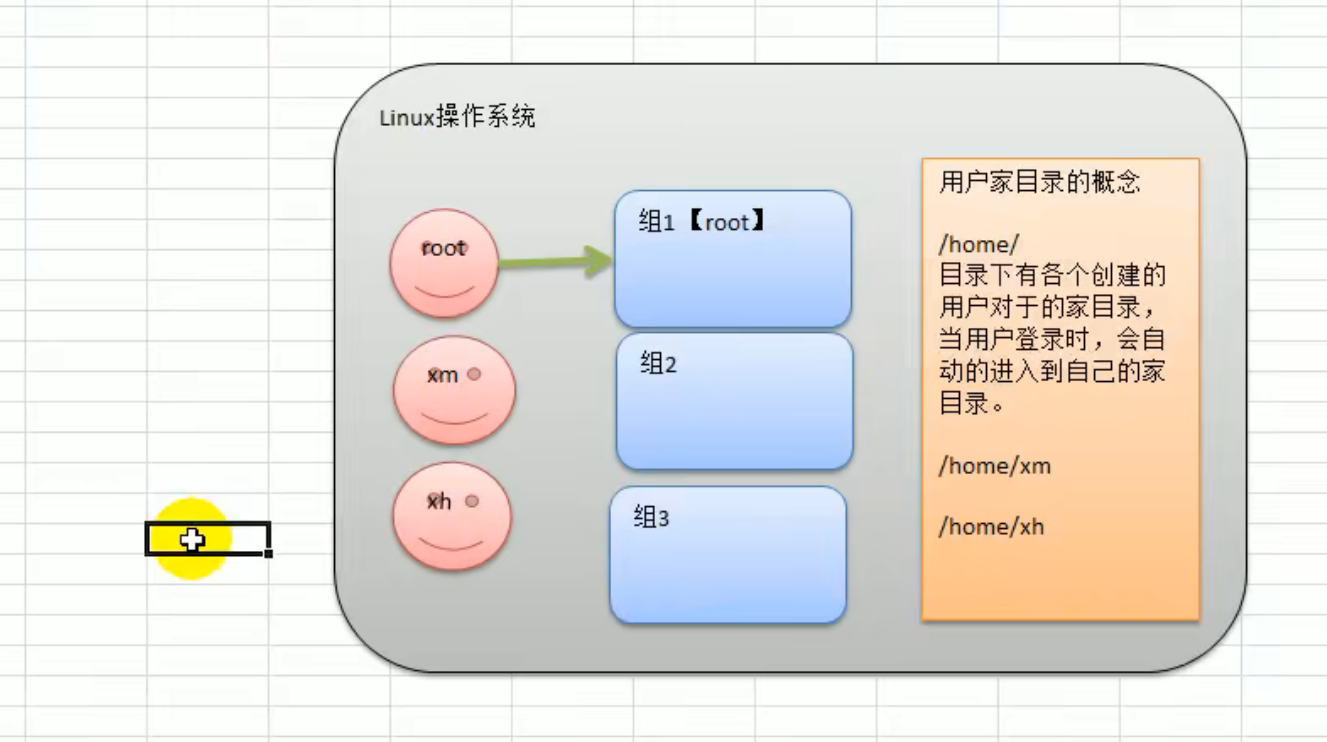 Linux操作系统
root
xm
xh
组1【root】
组2
组3
用户家目录的概念
/home/
目录下有各个创建的
用户对于的家目录，
当用户登录时，会自
动的进入到自己的家
目录。
/home/xm
/home/xh